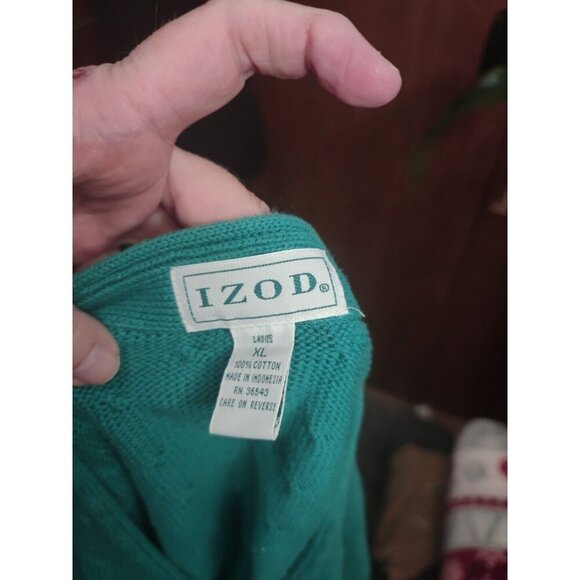 IZOD®
LADIES
XL
100% COTTON
MADE IN INDONESIA
RN 36543
CARE ON REVERSE